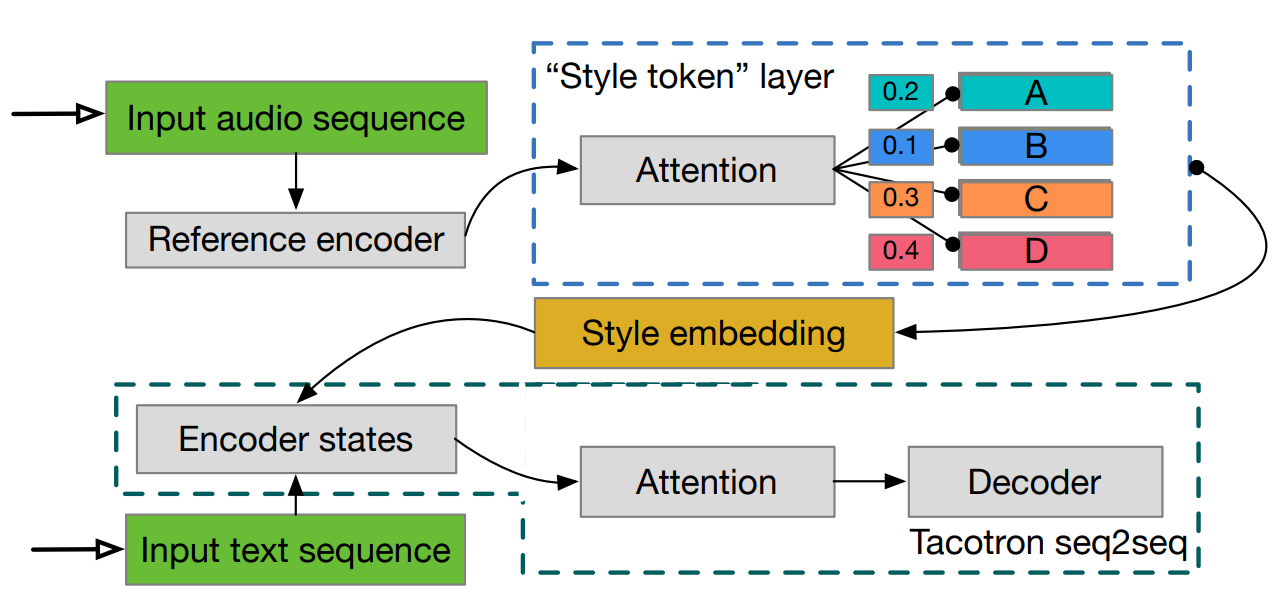 “Style token” layer
Input audio sequence
0.2
A
0.1
B
Attention
0.3
C
Reference encoder
0.4
D
Style embedding
Encoder states
Attention
Decoder
Input text sequence
Tacotron seq2seq